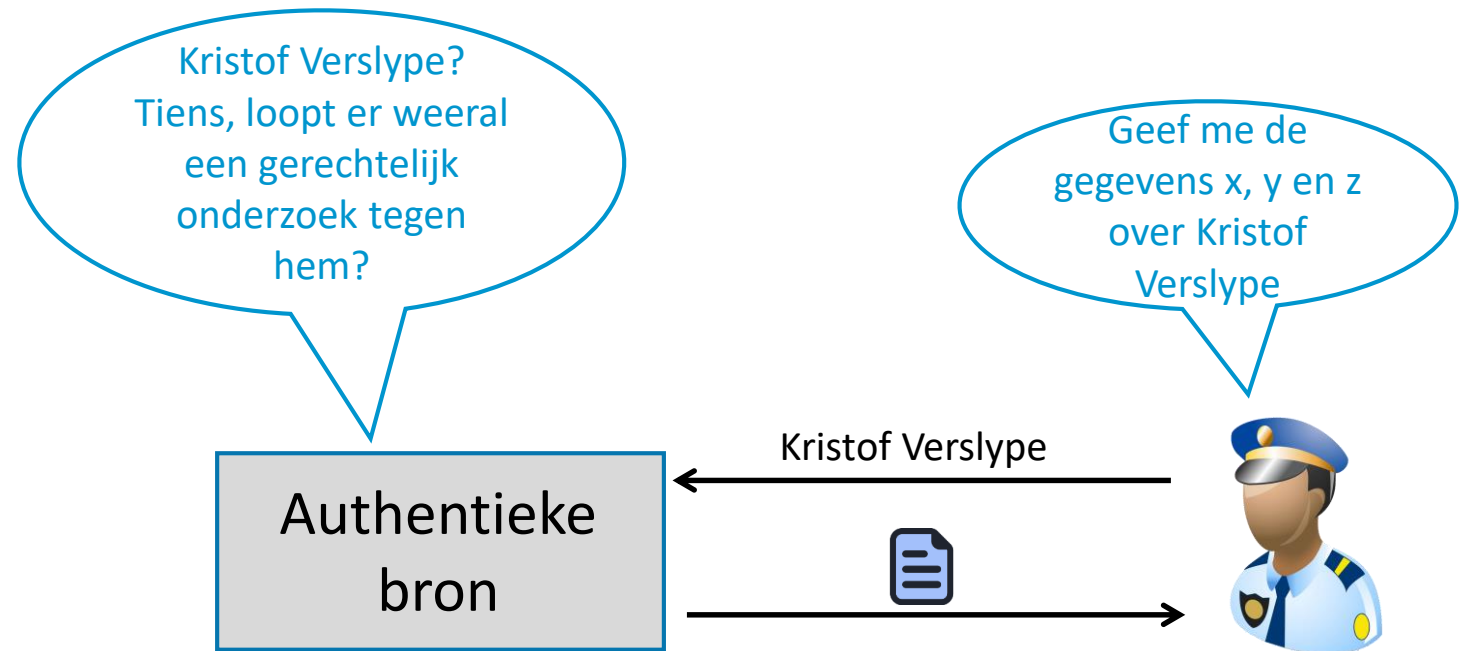 Kristof Verslype?
Tiens, loopt er weeral
een gerechtelijk
onderzoek tegen
hem?
Geef me de
gegevens x, y en z
over Kristof
Verslype
Kristof Verslype
Authentieke
bron